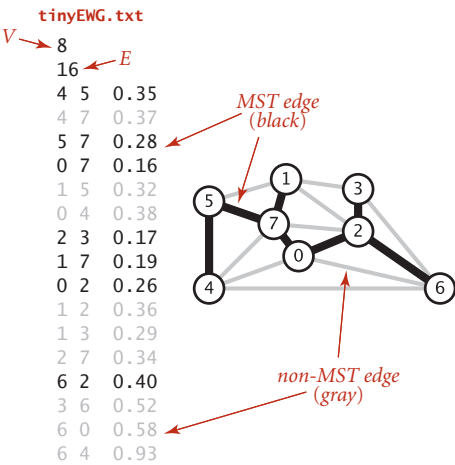 tinyEWG.txt
V
8
16
E
4 5 0.35
4 7 0.37
5 7 0.28
0 7 0.16
1 5 0.32
0 4 0.38
2 3 0.17
1 7 0.19
0 2 0.26
1 2 0.36
1 3 0.29
2 7 0.34
6 2 0.40
3 6 0.52
6 0 0.58
6 4 0.93
MST edge
(black)
1
3
5
7
2
0
4
6
non-MST edge
(gray)